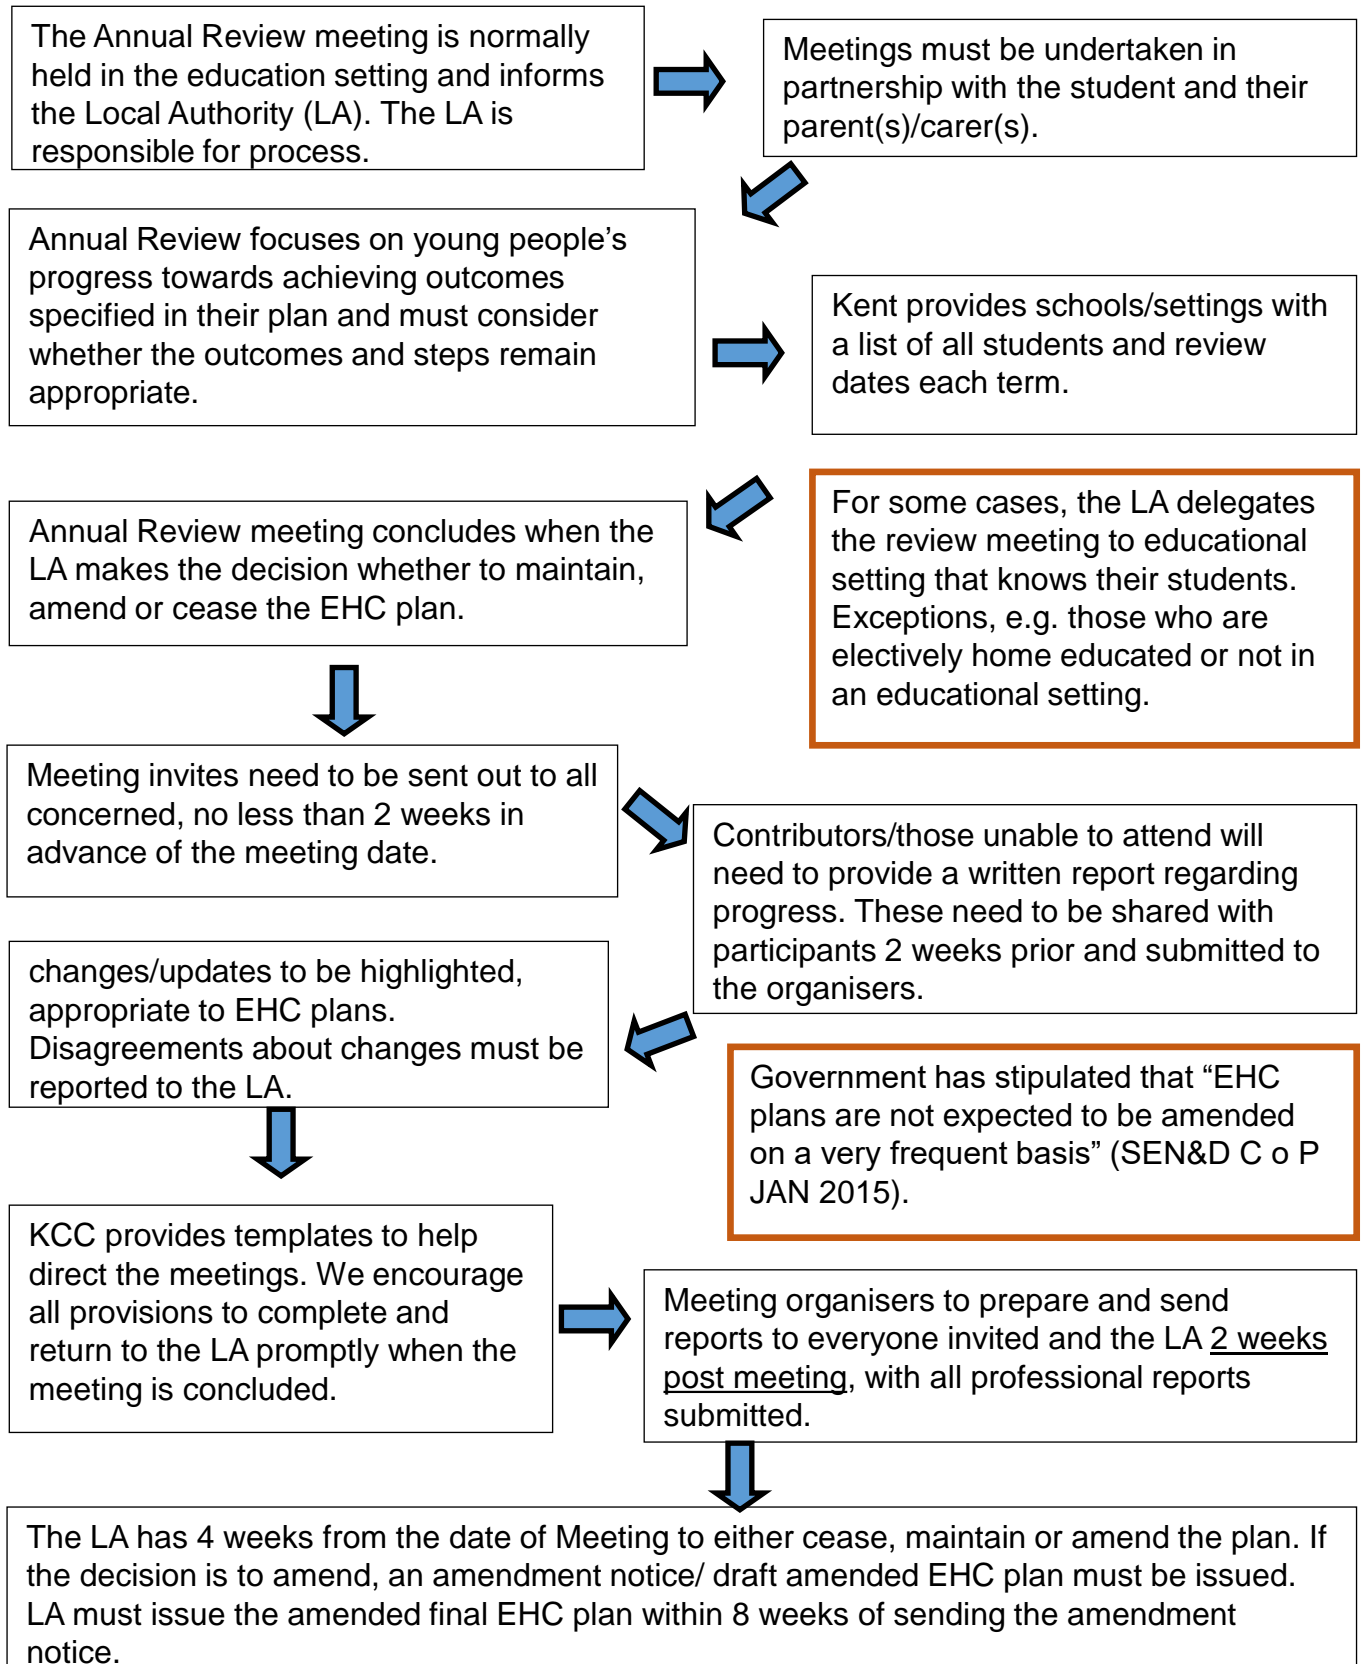 The Annual Review meeting is normally
held in the education setting and informs
the Local Authority (LA). The LA is
responsible for process.
Meetings must be undertaken in
partnership with the student and their
parent(s)/carer(s).
Annual Review focuses on young people’s
progress towards achieving outcomes
specified in their plan and must consider
whether the outcomes and steps remain
appropriate.
Kent provides schools/settings with
a list of all students and review
dates each term.
Annual Review meeting concludes when the
LA makes the decision whether to maintain,
amend or cease the EHC plan.
For some cases, the LA delegates
the review meeting to educational
setting that knows their students.
Exceptions, e.g. those who are
electively home educated or not in
an educational setting.
Meeting invites need to be sent out to all
concerned, no less than 2 weeks in
advance of the meeting date.
Contributors/those unable to attend will
need to provide a written report regarding
progress. These need to be shared with
participants 2 weeks prior and submitted to
the organisers.
changes/updates to be highlighted,
appropriate to EHC plans.
Disagreements about changes must be
reported to the LA.
Government has stipulated that “EHC
plans are not expected to be amended
on a very frequent basis” (SEN&D C o P
JAN 2015).
KCC provides templates to help
direct the meetings. We encourage
all provisions to complete and
return to the LA promptly when the
meeting is concluded.
Meeting organisers to prepare and send
reports to everyone invited and the LA 2 weeks
post meeting, with all professional reports
submitted.
The LA has 4 weeks from the date of Meeting to either cease, maintain or amend the plan. If
the decision is to amend, an amendment notice/ draft amended EHC plan must be issued.
LA must issue the amended final EHC plan within 8 weeks of sending the amendment
notice.